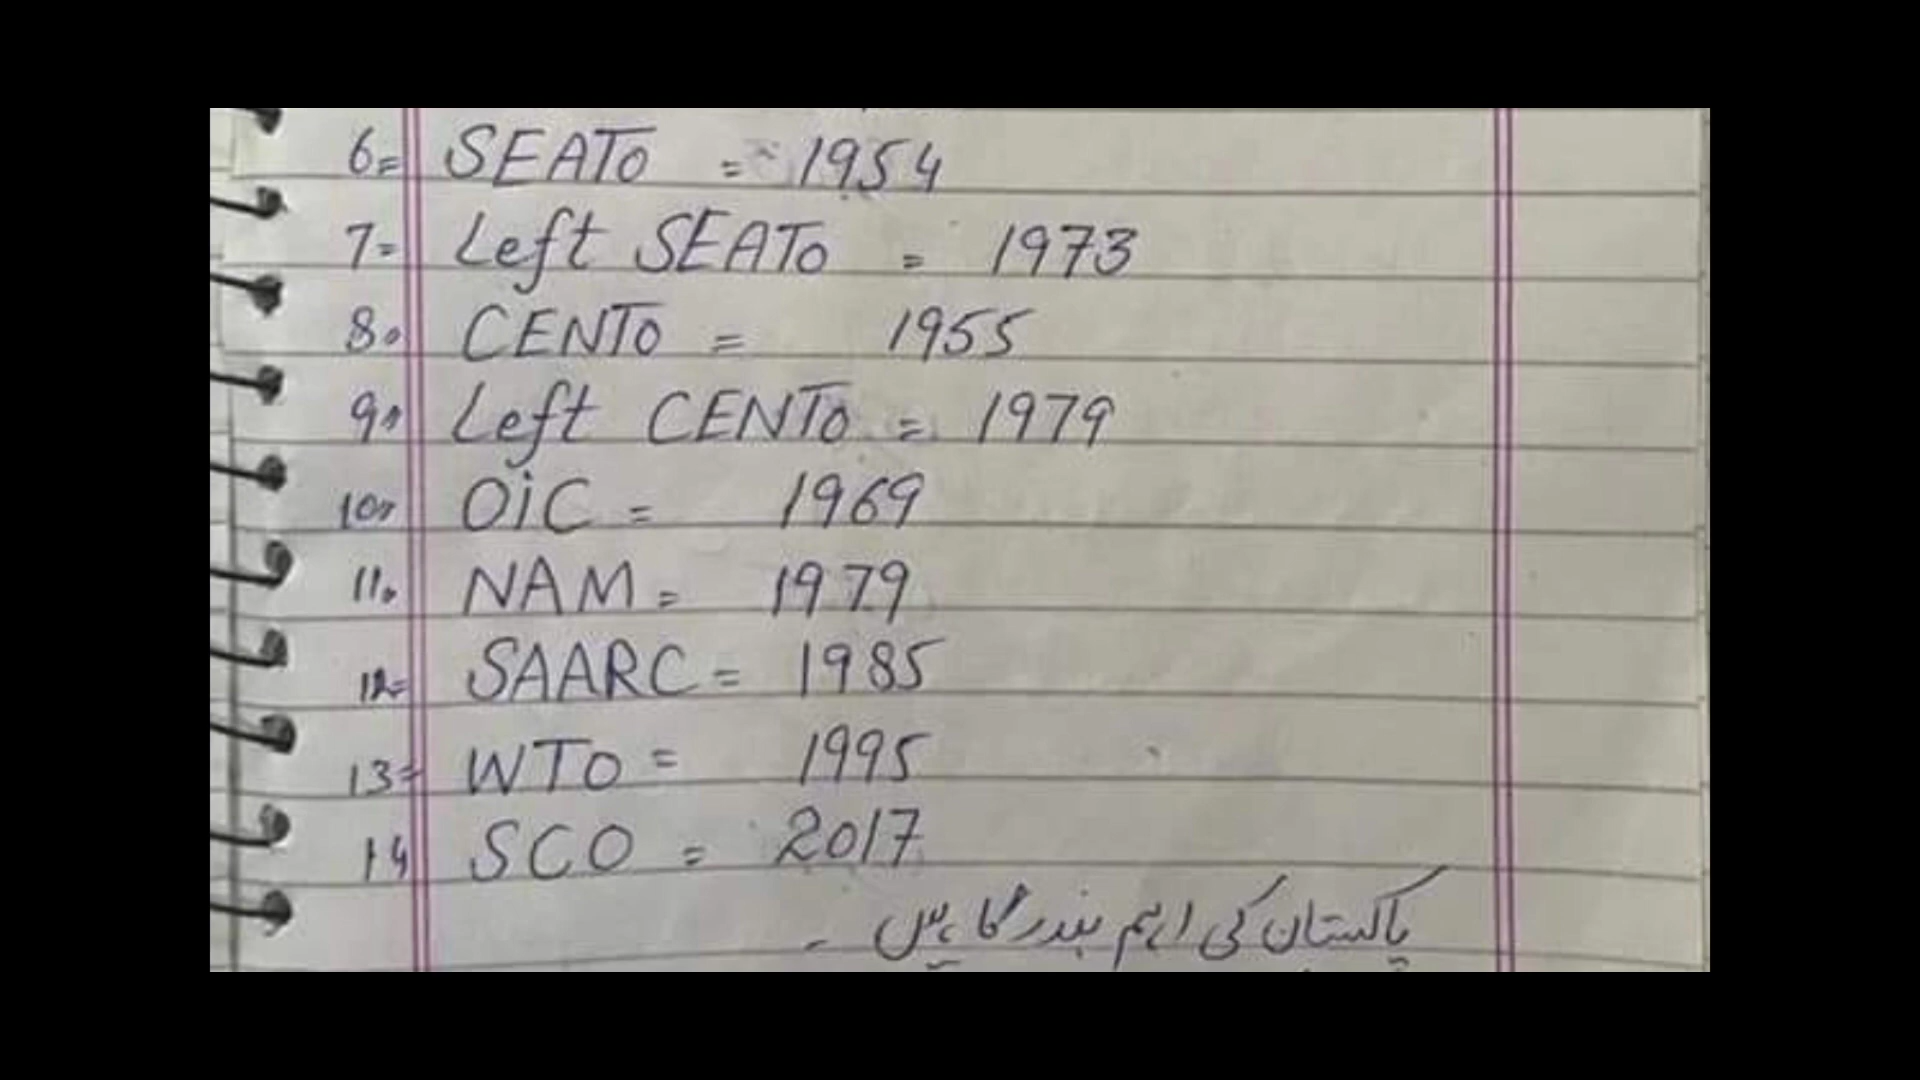 6= SEATO = 1954
7= Left SEATO = 1973
8. CENTO = 1955
9. Left CENTO = 1979
10. OiC = 1969
11. NAM = 1979
12= SAARC = 1985
13= WTO = 1995
14 SCO = 2017
پاکستان کی اہم بندرگاہیں -